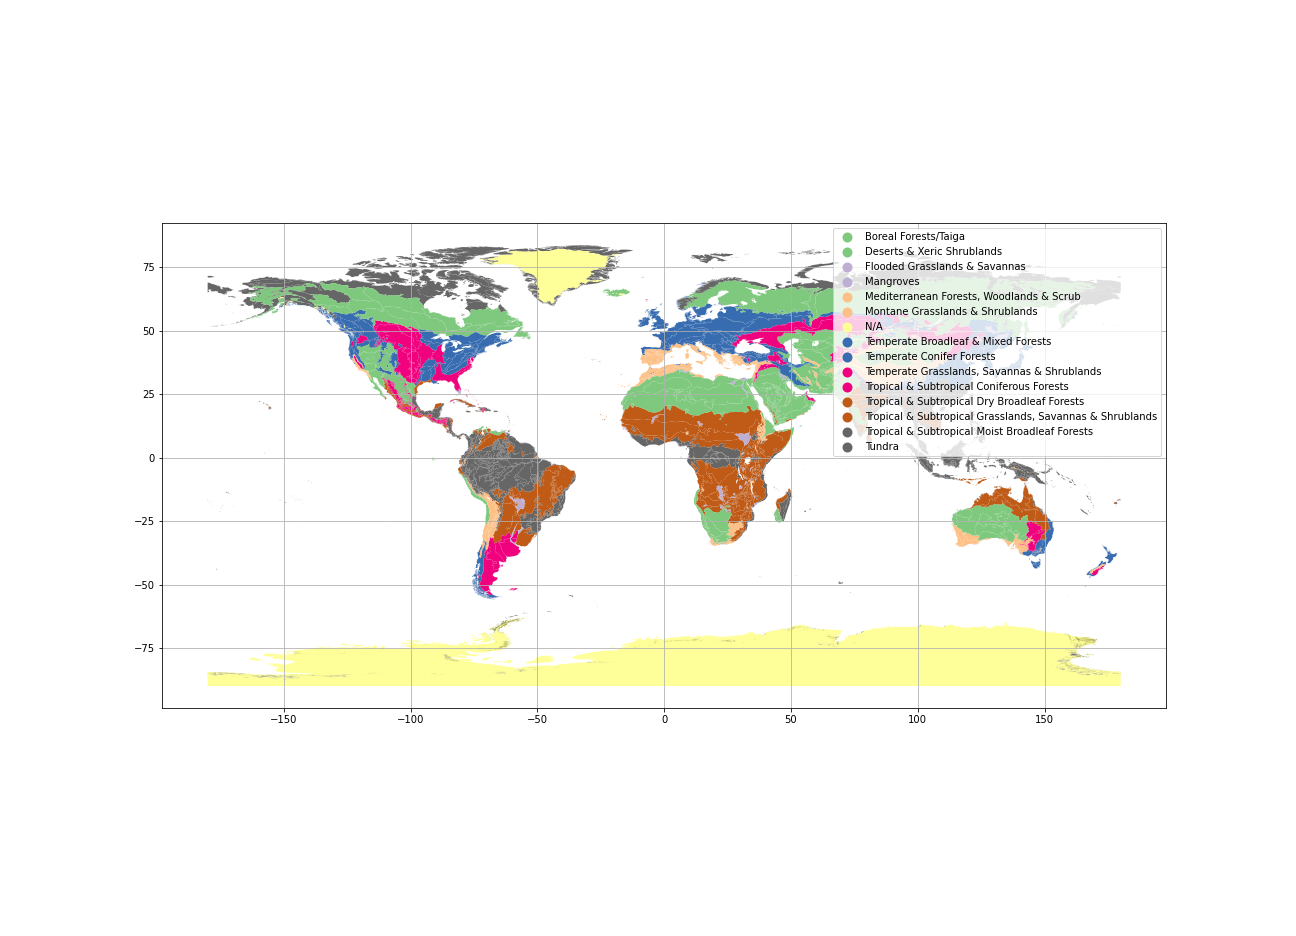 Boreal Forests/Taiga
Deserts & Xeric Shrublands
Flooded Grasslands & Savannas
Mangroves
Mediterranean Forests, Woodlands & Scrub
Montane Grasslands & Shrublands
N/A
Temperate Broadleaf & Mixed Forests
Temperate Conifer Forests
Temperate Grasslands, Savannas & Shrublands
Tropical & Subtropical Coniferous Forests
Tropical & Subtropical Dry Broadleaf Forests
Tropical & Subtropical Grasslands, Savannas & Shrublands
Tropical & Subtropical Moist Broadleaf Forests
Tundra
75
50
25
0
−25
−50
−75
−150
−100
−50
0
50
100
150